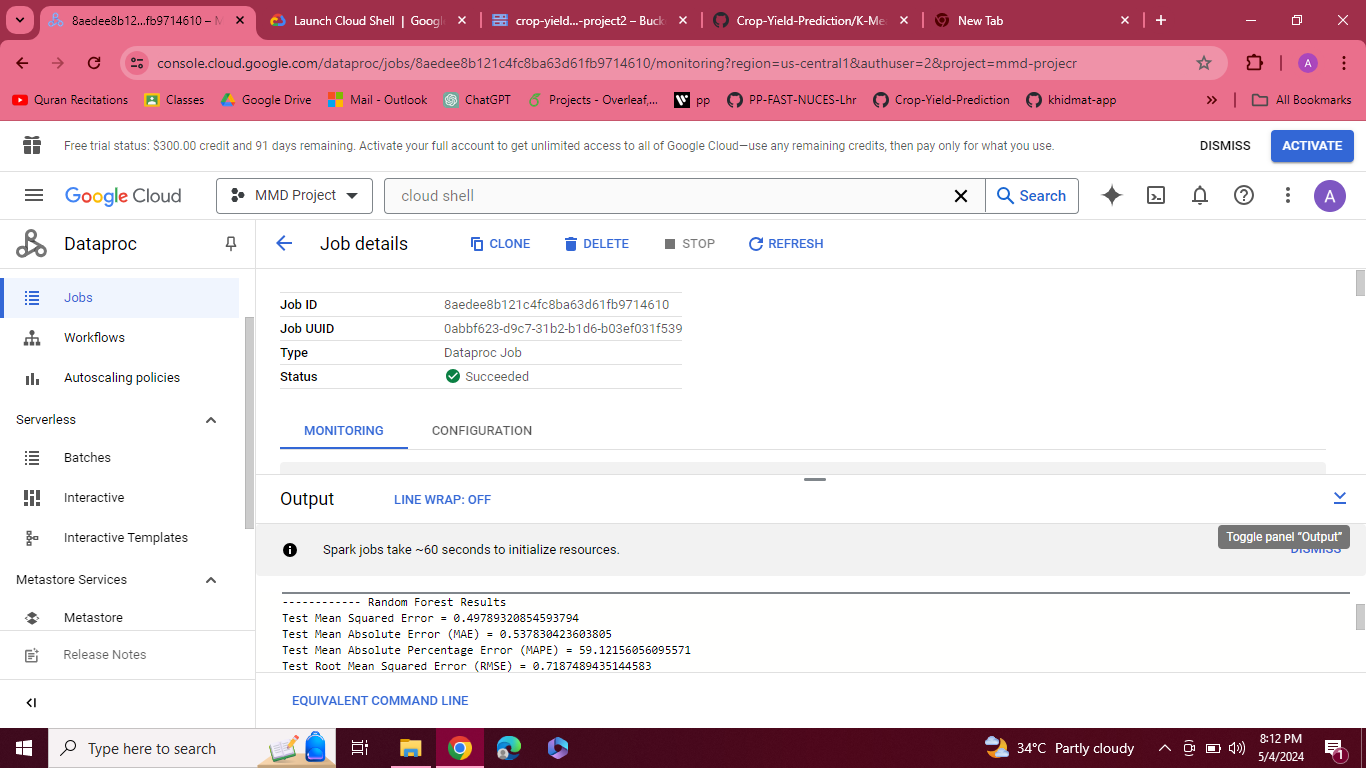 8aedee8b12...fb9714610 – M
Launch Cloud Shell | Googl
crop-yield...-project2 – Buck
Crop-Yield-Prediction/K-Me
New Tab
console.cloud.google.com/dataproc/jobs/8aedee8b121c4fc8ba63d61fb9714610/monitoring?region=us-central1&authuser=2&project=mmd-projecr
A
Quran Recitations
Classes
Google Drive
Mail - Outlook
ChatGPT
Projects - Overleaf,...
pp
PP-FAST-NUCES-Lhr
Crop-Yield-Prediction
khidmat-app
»
All Bookmarks
Free trial status: $300.00 credit and 91 days remaining. Activate your full account to get unlimited access to all of Google Cloud—use any remaining credits, then pay only for what you use.
DISMISS
ACTIVATE
Google Cloud
MMD Project
cloud shell
Search
A
Dataproc
Job details
CLONE
DELETE
STOP
REFRESH
Jobs
Workflows
Autoscaling policies
Serverless
Batches
Interactive
Interactive Templates
Metastore Services
Metastore
Release Notes
Job ID 8aedee8b121c4fc8ba63d61fb9714610
Job UUID 0abbf623-d9c7-31b2-b1d6-b03ef031f539
Type Dataproc Job
Status Succeeded
MONITORING
CONFIGURATION
Output
LINE WRAP: OFF
Toggle panel “Output”
Spark jobs take ~60 seconds to initialize resources.
DISMISS
------------ Random Forest Results
Test Mean Squared Error = 0.49789320854593794
Test Mean Absolute Error (MAE) = 0.537830423603805
Test Mean Absolute Percentage Error (MAPE) = 59.12156056095571
Test Root Mean Squared Error (RMSE) = 0.7187489435144583
EQUIVALENT COMMAND LINE
Type here to search
34°C Partly cloudy
8:12 PM
5/4/2024
1